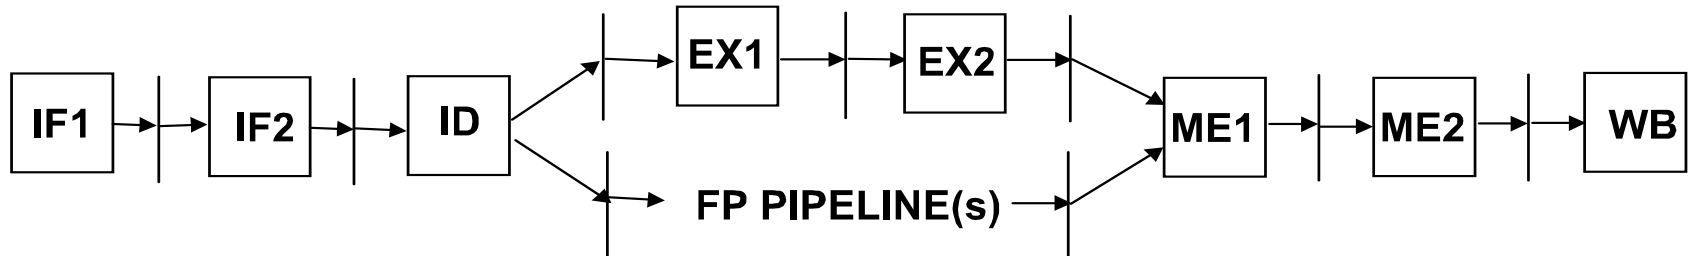 IF1
IF2
ID
EX1
EX2
FP PIPELINE(s)
ME1
ME2
WB